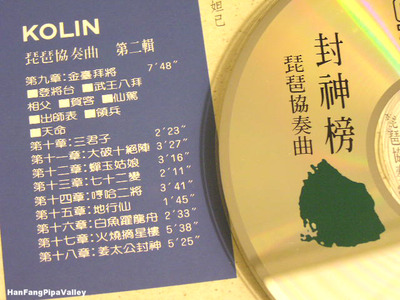 KOLIN
琵琶協奏曲 第二輯
第九章:金臺拜將 7'48"
■發將台 ■武王八拜
相父 ■賀客 ■仙駡
■出師表 ■領兵
■天命
第十章:三君子 2'23"
第十一章:大破十絕陣 3'27"
第十二章:嬋玉姑娘 3'16"
第十三章:七十二變 2'11"
第十四章:哼哈二將 3'41"
第十五章:地行仙 1'45"
第十六章:白魚躍龍舟 2'33"
第十七章:火燒摘星樓 5'38"
第十八章:姜太公封神 5'25"
妲己
封神榜
琵琶協奏曲
琵琶協奏
HanFangPipaValley